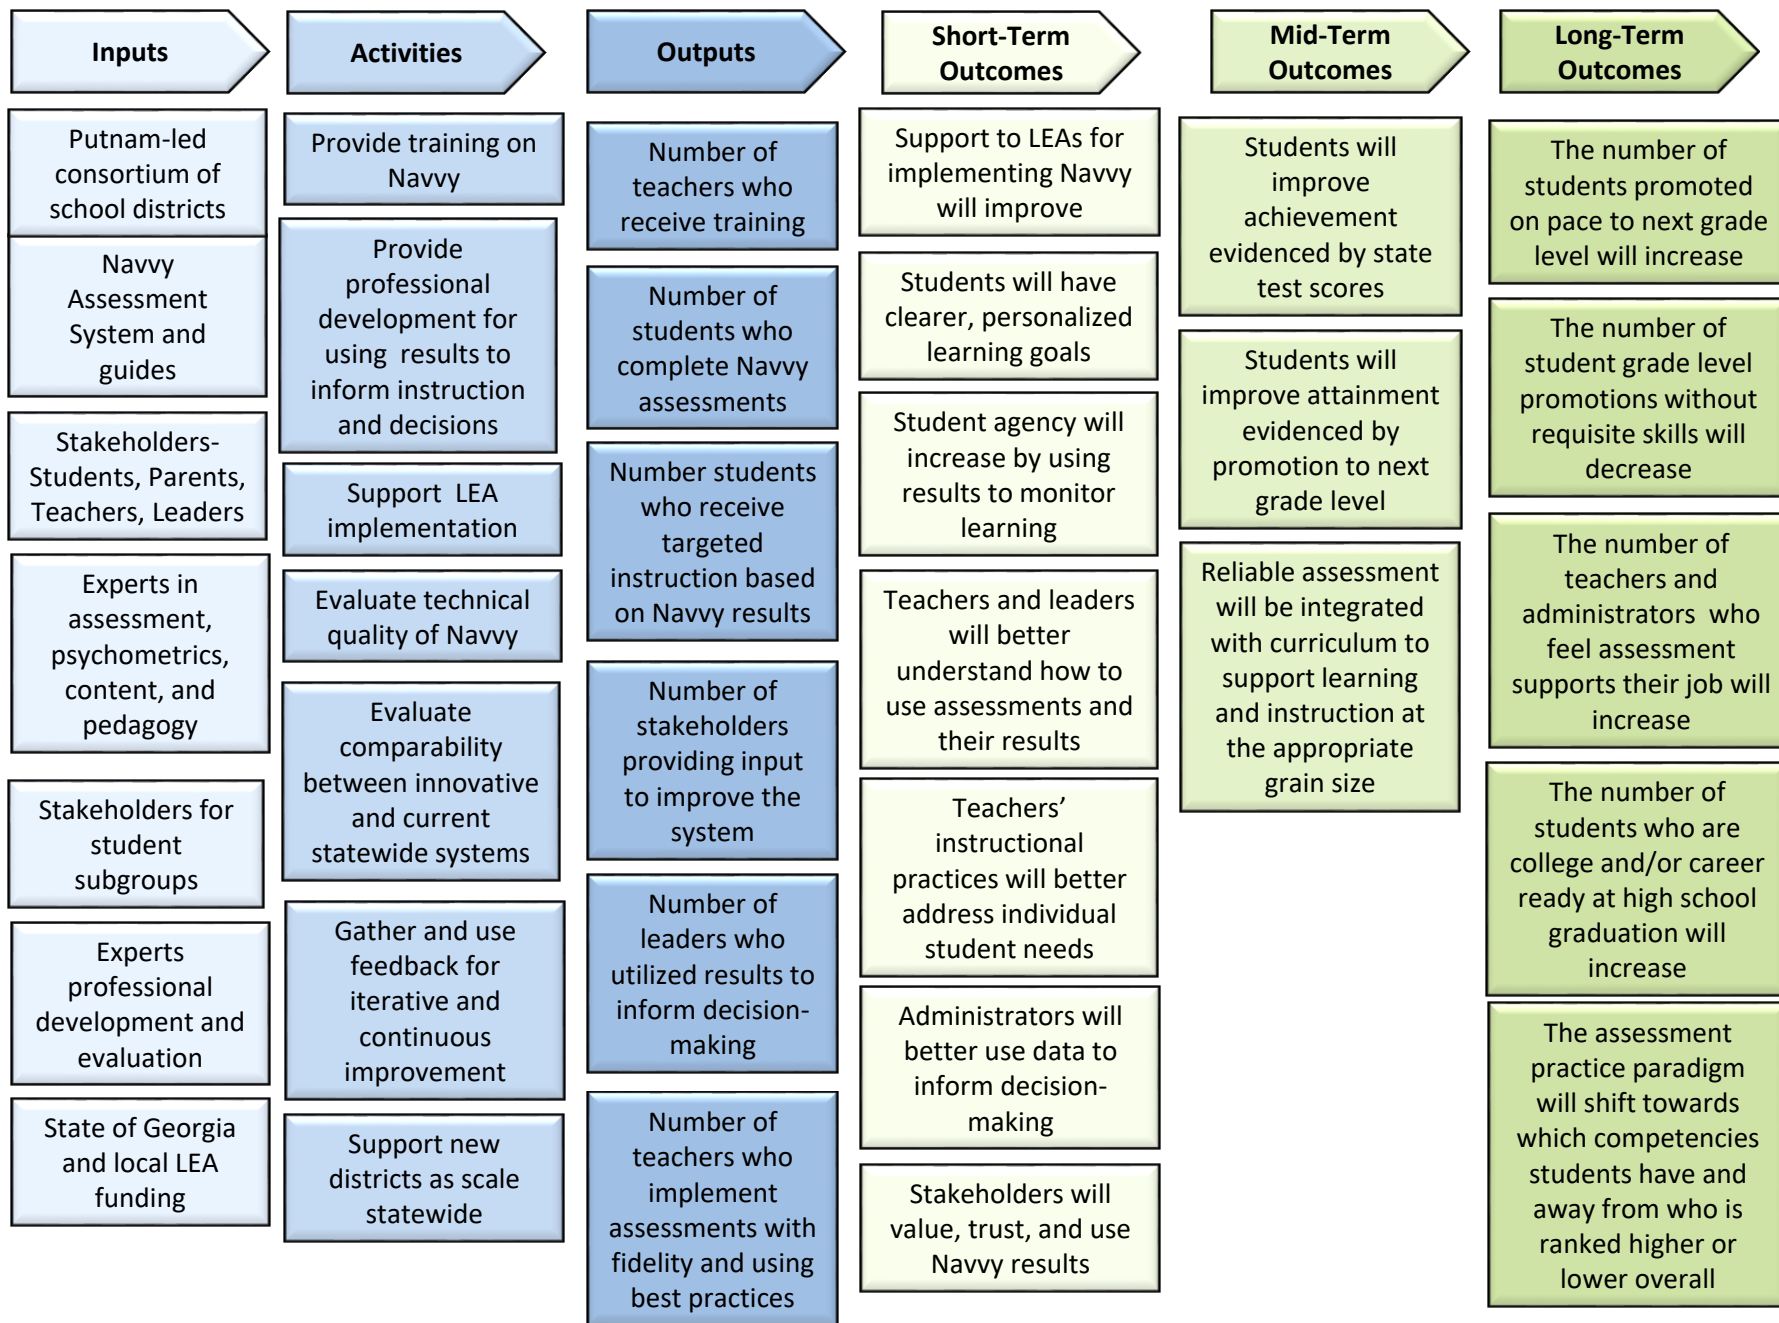 Inputs
Activities
Outputs
Short-Term
Outcomes
Mid-Term
Outcomes
Long-Term
Outcomes
Putnam-led
consortium of
school districts
Navvy
Assessment
System and
guides
Stakeholders-
Students, Parents,
Teachers, Leaders
Experts in
assessment,
psychometrics,
content, and
pedagogy
Stakeholders for
student
subgroups
Experts
professional
development and
evaluation
State of Georgia
and local LEA
funding
Provide training on
Navvy
Provide
professional
development for
using results to
inform instruction
and decisions
Support LEA
implementation
Evaluate technical
quality of Navvy
Evaluate
comparability
between innovative
and current
statewide systems
Gather and use
feedback for
iterative and
continuous
improvement
Support new
districts as scale
statewide
Number of
teachers who
receive training
Number of
students who
complete Navvy
assessments
Number students
who receive
targeted
instruction based
on Navvy results
Number of
stakeholders
providing input
to improve the
system
Number of
leaders who
utilized results to
inform decision-
making
Number of
teachers who
implement
assessments with
fidelity and using
best practices
Support to LEAs for
implementing Navvy
will improve
Students will have
clearer, personalized
learning goals
Student agency will
increase by using
results to monitor
learning
Teachers and leaders
will better
understand how to
use assessments and
their results
Teachers’
instructional
practices will better
address individual
student needs
Administrators will
better use data to
inform decision-
making
Stakeholders will
value, trust, and use
Navvy results
Students will
improve
achievement
evidenced by state
test scores
Students will
improve attainment
evidenced by
promotion to next
grade level
Reliable assessment
will be integrated
with curriculum to
support learning
and instruction at
the appropriate
grain size
The number of
students promoted
on pace to next grade
level will increase
The number of
student grade level
promotions without
requisite skills will
decrease
The number of
teachers and
administrators who
feel assessment
supports their job will
increase
The number of
students who are
college and/or career
ready at high school
graduation will
increase
The assessment
practice paradigm
will shift towards
which competencies
students have and
away from who is
ranked higher or
lower overall